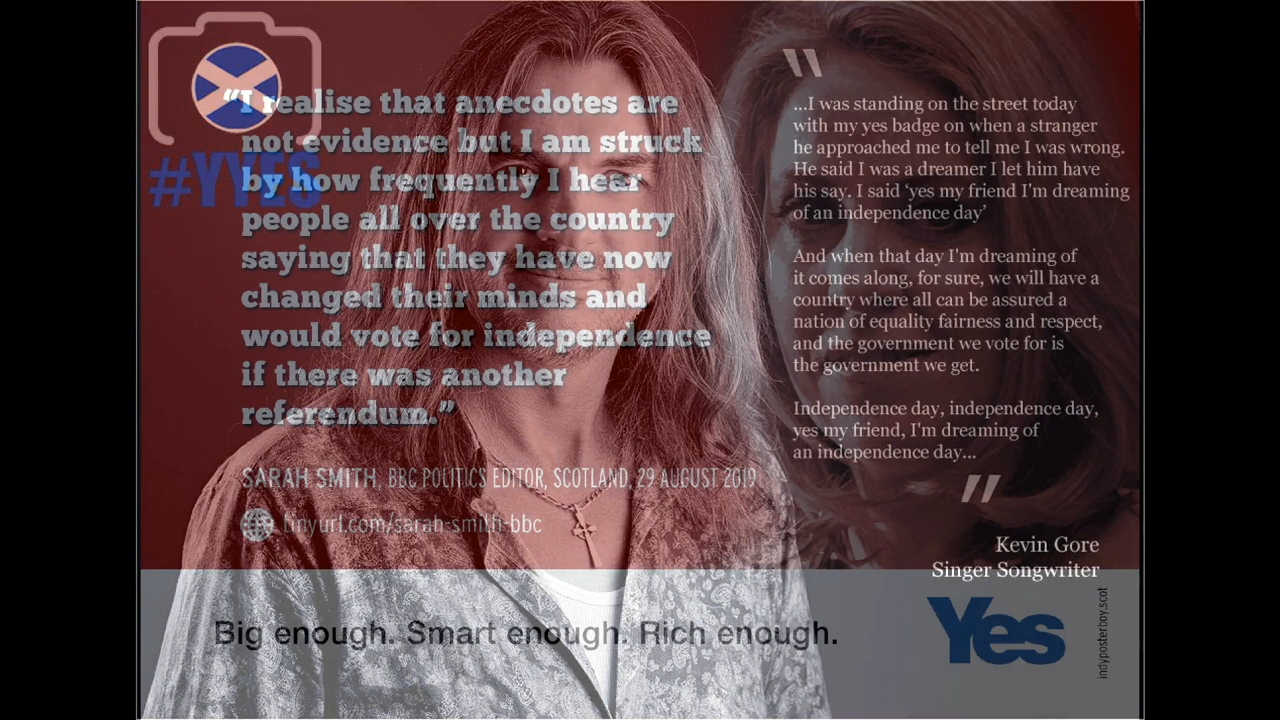 #YYES
“I realise that anecdotes are
not evidence but I am struck
by how frequently I hear
people all over the country
saying that they have now
changed their minds and
would vote for independence
if there was another
referendum.”
SARAH SMITH, BBC POLITICS EDITOR, SCOTLAND, 29 AUGUST 2019
tinyurl.com/sarah-smith-bbc
"
...I was standing on the street today
with my yes badge on when a stranger
he approached me to tell me I was wrong.
He said I was a dreamer I let him have
his say. I said ‘yes my friend I'm dreaming
of an independence day’
And when that day I'm dreaming of
it comes along, for sure, we will have a
country where all can be assured a
nation of equality fairness and respect,
and the government we vote for is
the government we get.
Independence day, independence day,
yes my friend, I'm dreaming of
an independence day...
"
Kevin Gore
Singer Songwriter
Big enough. Smart enough. Rich enough.
Yes
indyposterboy.scot